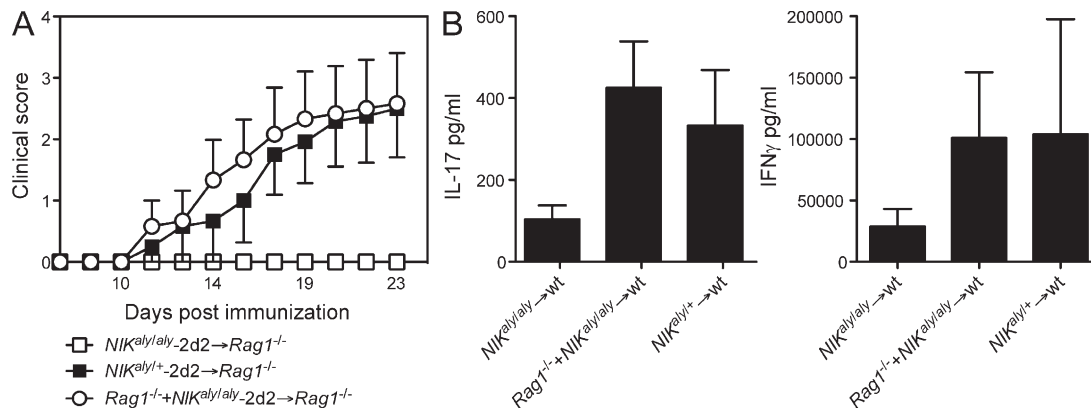 A
Clinical score
4
3
2
1
0
10 14 19 23
Days post immunization
NIKaly/aly-2d2→Rag1-/-
NIKaly/+-2d2→Rag1-/-
Rag1-/-+NIKaly/aly-2d2→Rag1-/-
B
IL-17 pg/ml
600
400
200
0
NIKaly/aly→wt
Rag1-/-+NIKaly/aly→wt
NIKaly/+→wt
IFNγ pg/ml
200000
150000
100000
50000
0
NIKaly/aly→wt
Rag1-/-+NIKaly/aly→wt
NIKaly/+→wt